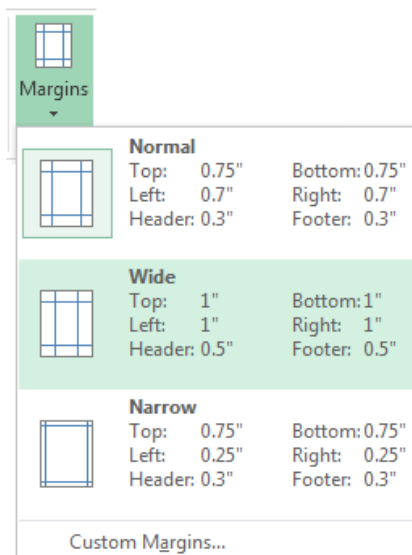 Margins
Normal
Top: 0.75" Bottom: 0.75"
Left: 0.7" Right: 0.7"
Header: 0.3" Footer: 0.3"
Wide
Top: 1" Bottom: 1"
Left: 1" Right: 1"
Header: 0.5" Footer: 0.5"
Narrow
Top: 0.75" Bottom: 0.75"
Left: 0.25" Right: 0.25"
Header: 0.3" Footer: 0.3"
Custom Margins...